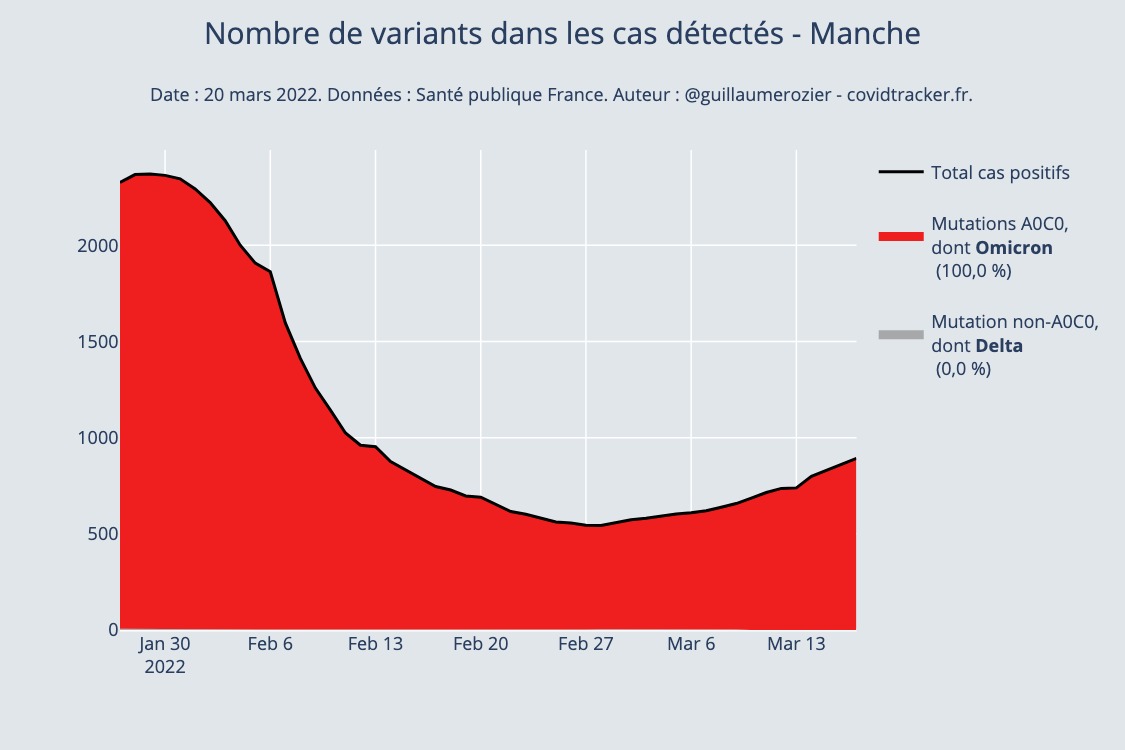 Nombre de variants dans les cas détectés - Manche
Date : 20 mars 2022. Données : Santé publique France. Auteur : @guillaumerozier - covidtracker.fr.
Total cas positifs
Mutations A0C0,
dont Omicron
(100,0 %)
Mutation non-A0C0,
dont Delta
(0,0 %)
2000
1500
1000
500
0
Jan 30
2022
Feb 6
Feb 13
Feb 20
Feb 27
Mar 6
Mar 13